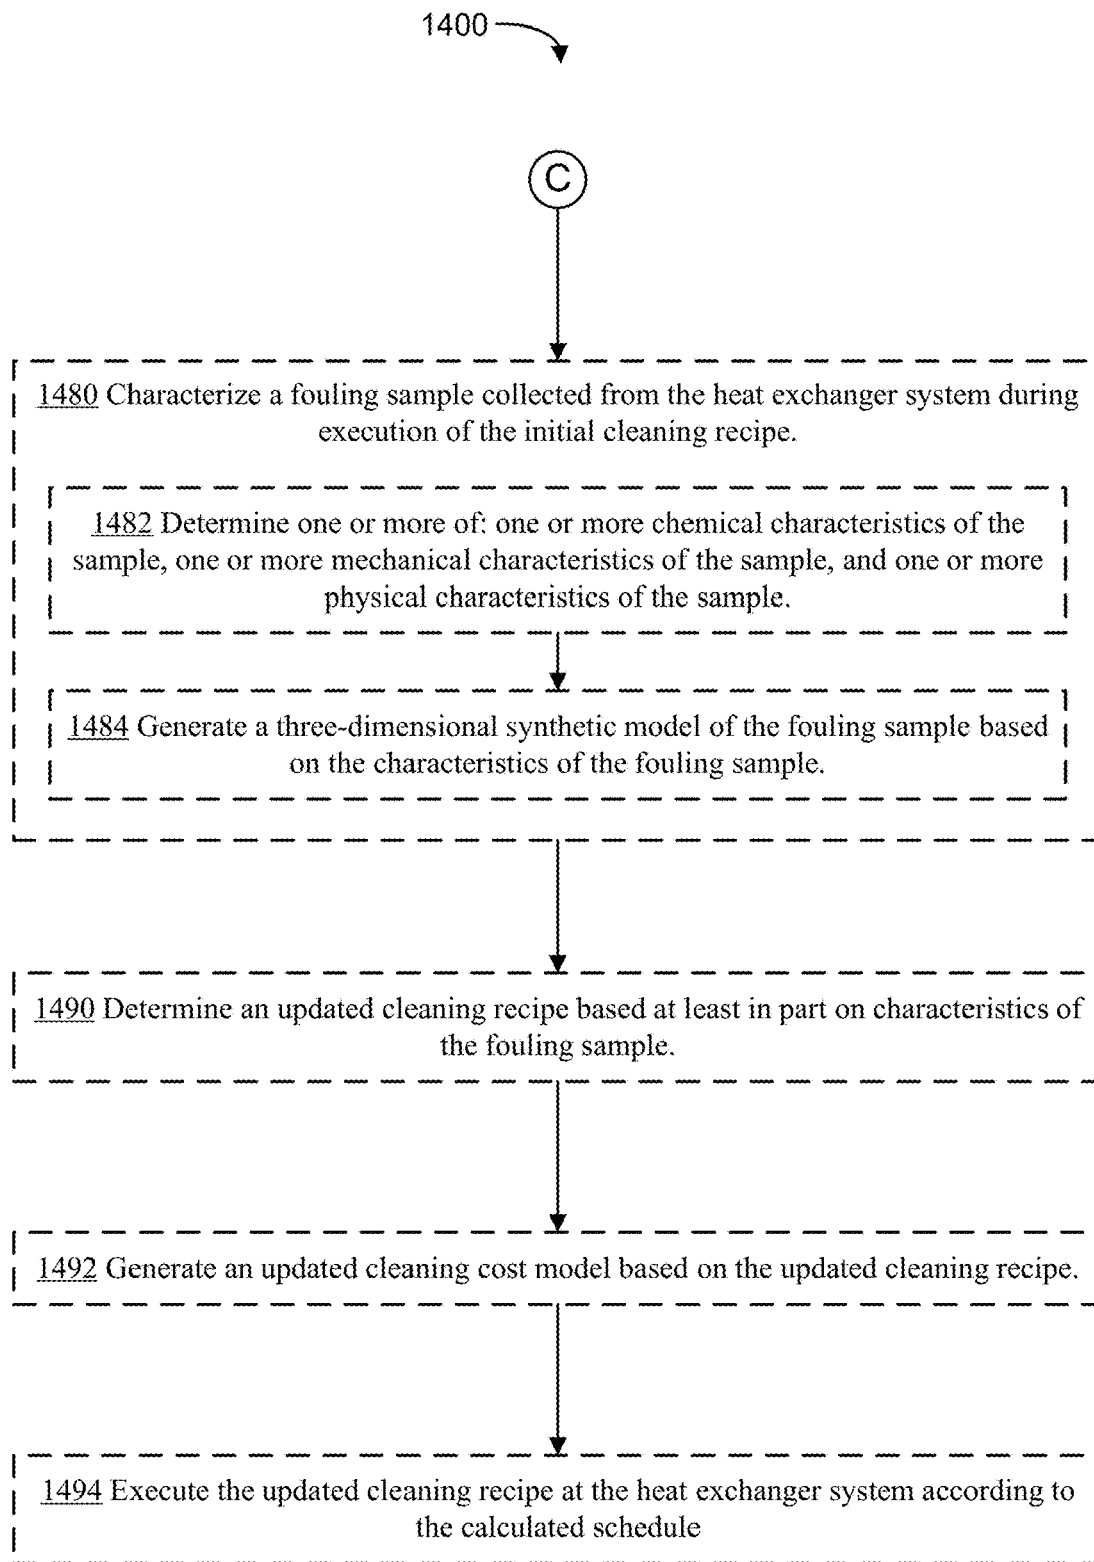 1400
C
1480 Characterize a fouling sample collected from the heat exchanger system during
execution of the initial cleaning recipe.
1482 Determine one or more of: one or more chemical characteristics of the
sample, one or more mechanical characteristics of the sample, and one or more
physical characteristics of the sample.
1484 Generate a three-dimensional synthetic model of the fouling sample based
on the characteristics of the fouling sample.
1490 Determine an updated cleaning recipe based at least in part on characteristics of
the fouling sample.
1492 Generate an updated cleaning cost model based on the updated cleaning recipe.
1494 Execute the updated cleaning recipe at the heat exchanger system according to
the calculated schedule